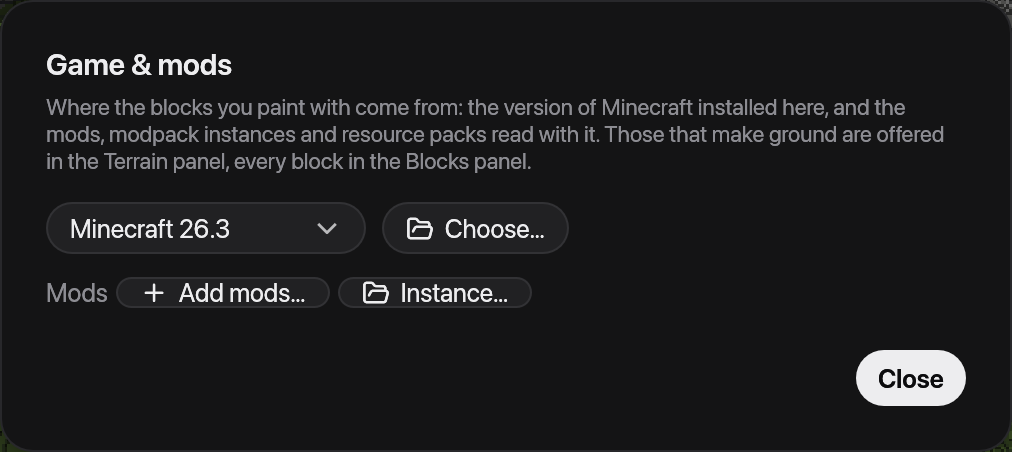 Game & mods
Where the blocks you paint with come from: the version of Minecraft installed here, and the
mods, modpack instances and resource packs read with it. Those that make ground are offered
in the Terrain panel, every block in the Blocks panel.
Minecraft 26.3 Choose...
Mods + Add mods... Instance...
Close